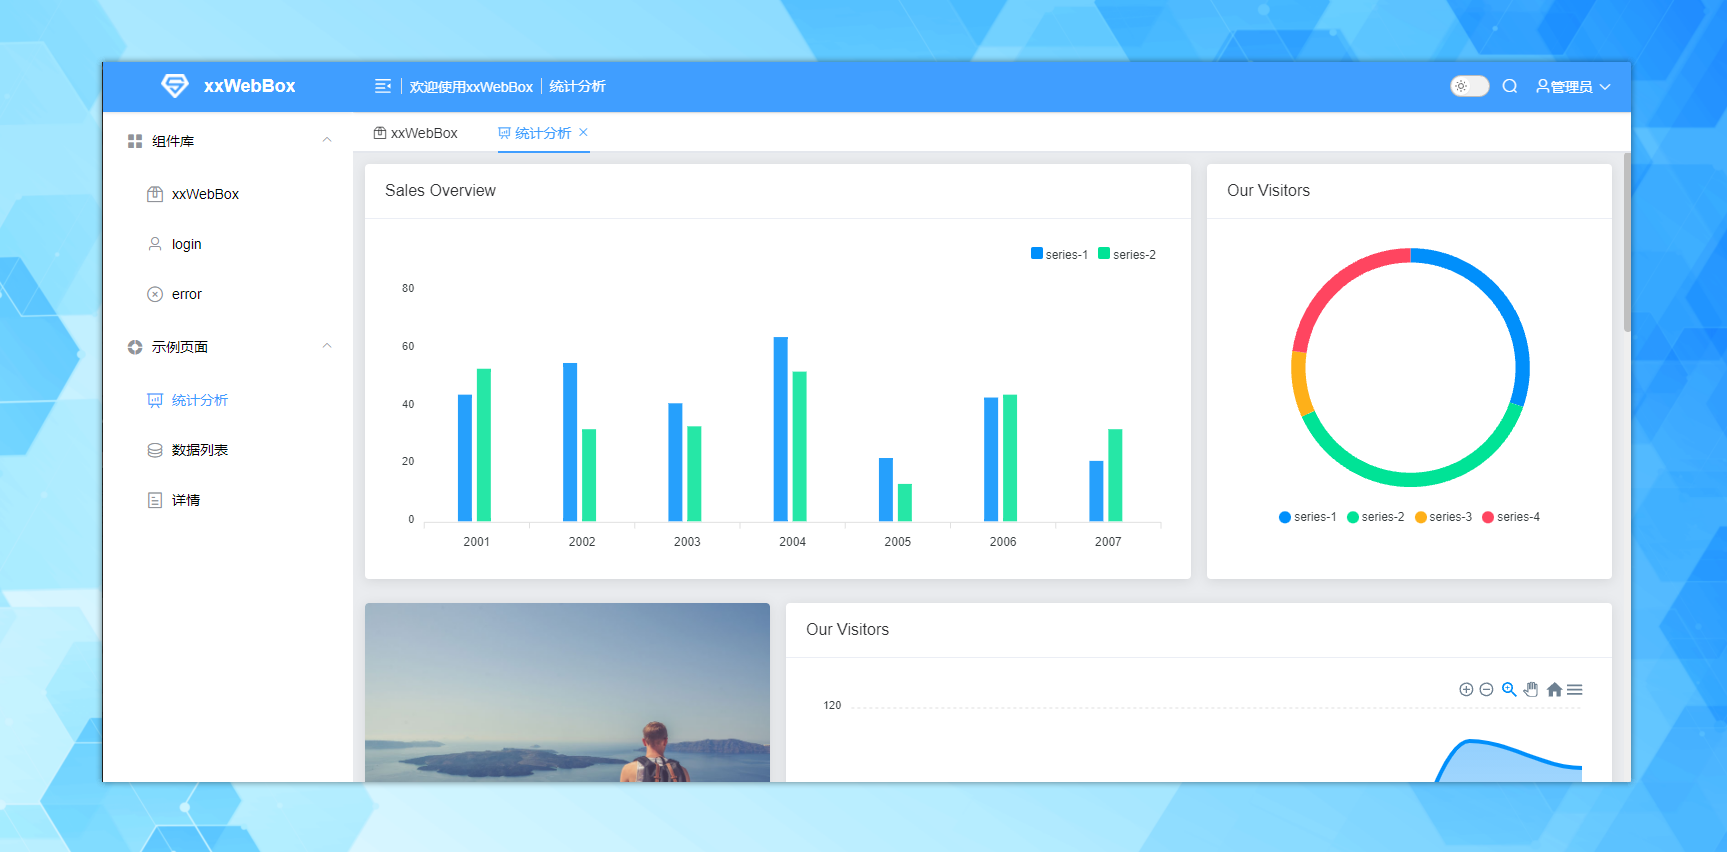 xxWebBox
欢迎使用xxWebBox
统计分析
管理员
组件库
xxWebBox
login
error
示例页面
统计分析
数据列表
详情
xxWebBox
统计分析
Sales Overview
series-1 series-2
80
60
40
20
0
2001 2002 2003 2004 2005 2006 2007
Our Visitors
series-1 series-2 series-3 series-4
Our Visitors
120